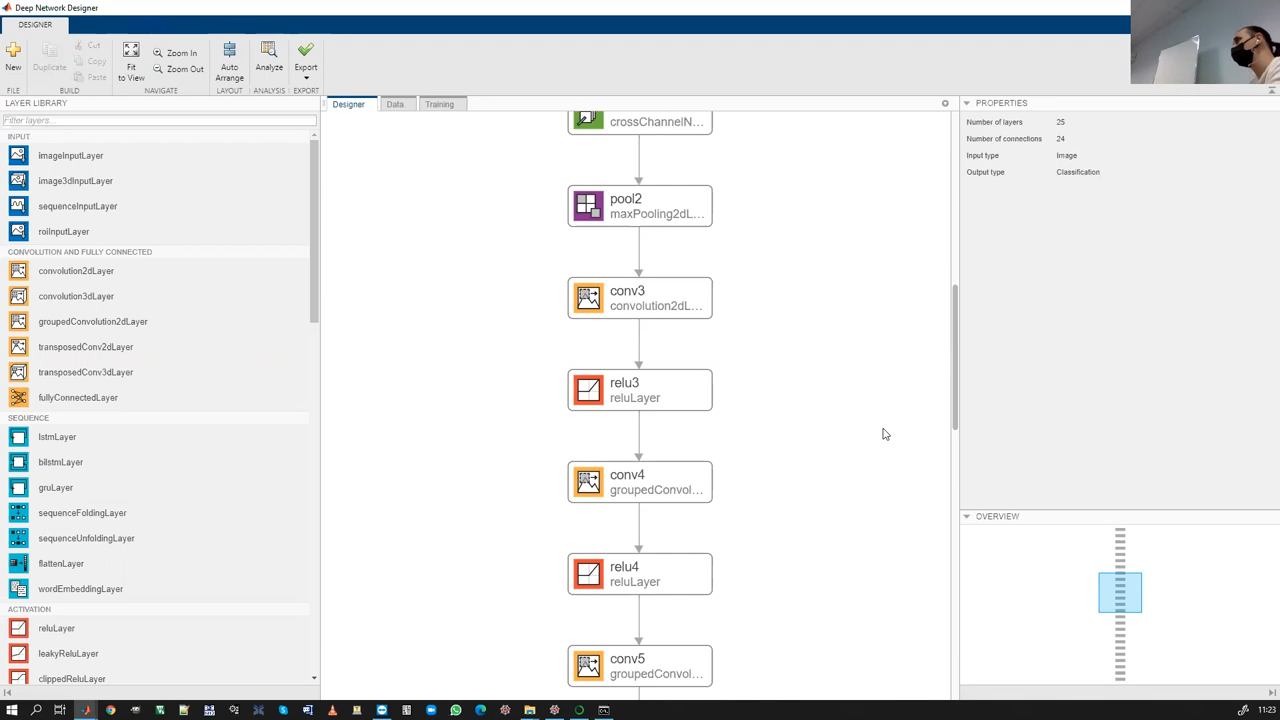 Deep Network Designer
DESIGNER
New
Duplicate
Cut
Copy
Paste
Fit
to View
Zoom In
Zoom Out
Auto
Arrange
Analyze
Export
FILE
BUILD
NAVIGATE
LAYOUT
ANALYSIS
EXPORT
LAYER LIBRARY
Filter layers...
INPUT
imageInputLayer
image3dInputLayer
sequenceInputLayer
roiInputLayer
CONVOLUTION AND FULLY CONNECTED
convolution2dLayer
convolution3dLayer
groupedConvolution2dLayer
transposedConv2dLayer
transposedConv3dLayer
fullyConnectedLayer
SEQUENCE
lstmLayer
bilstmLayer
gruLayer
sequenceFoldingLayer
sequenceUnfoldingLayer
flattenLayer
wordEmbeddingLayer
ACTIVATION
reluLayer
leakyReluLayer
clippedReluLayer
Designer
Data
Training
crossChannelN...
pool2
maxPooling2dL...
conv3
convolution2dL...
relu3
reluLayer
conv4
groupedConvol...
relu4
reluLayer
conv5
groupedConvol...
PROPERTIES
Number of layers 25
Number of connections 24
Input type Image
Output type Classification
OVERVIEW
11:23